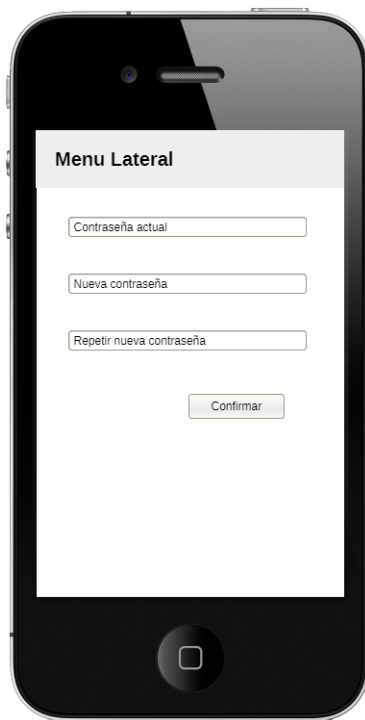 Menu Lateral
Contraseña actual
Nueva contraseña
Repetir nueva contraseña
Confirmar